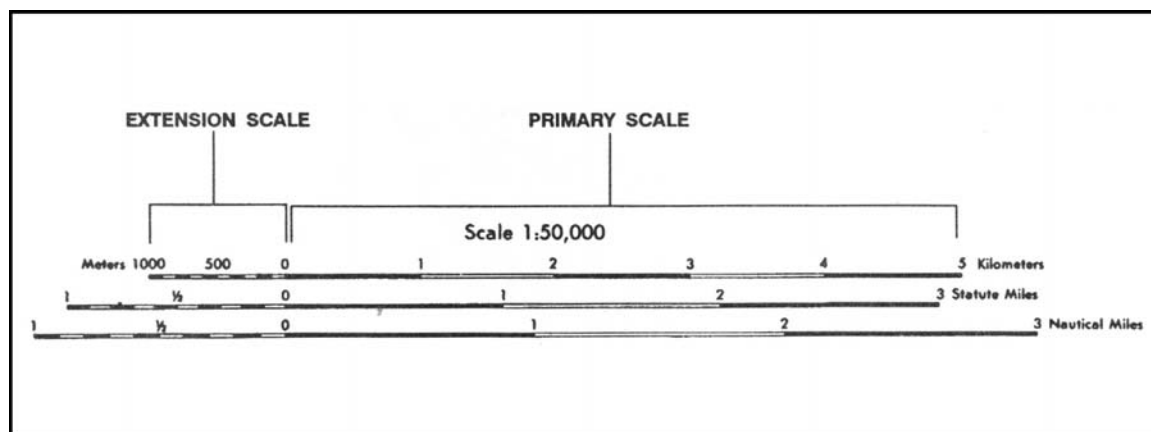 EXTENSION SCALE PRIMARY SCALE
Scale 1:50,000
Meters 1000 500 0 1 2 3 4 5 Kilometers
1 ½ 0 1 2 3 Statute Miles
1 ½ 0 1 2 3 Nautical Miles